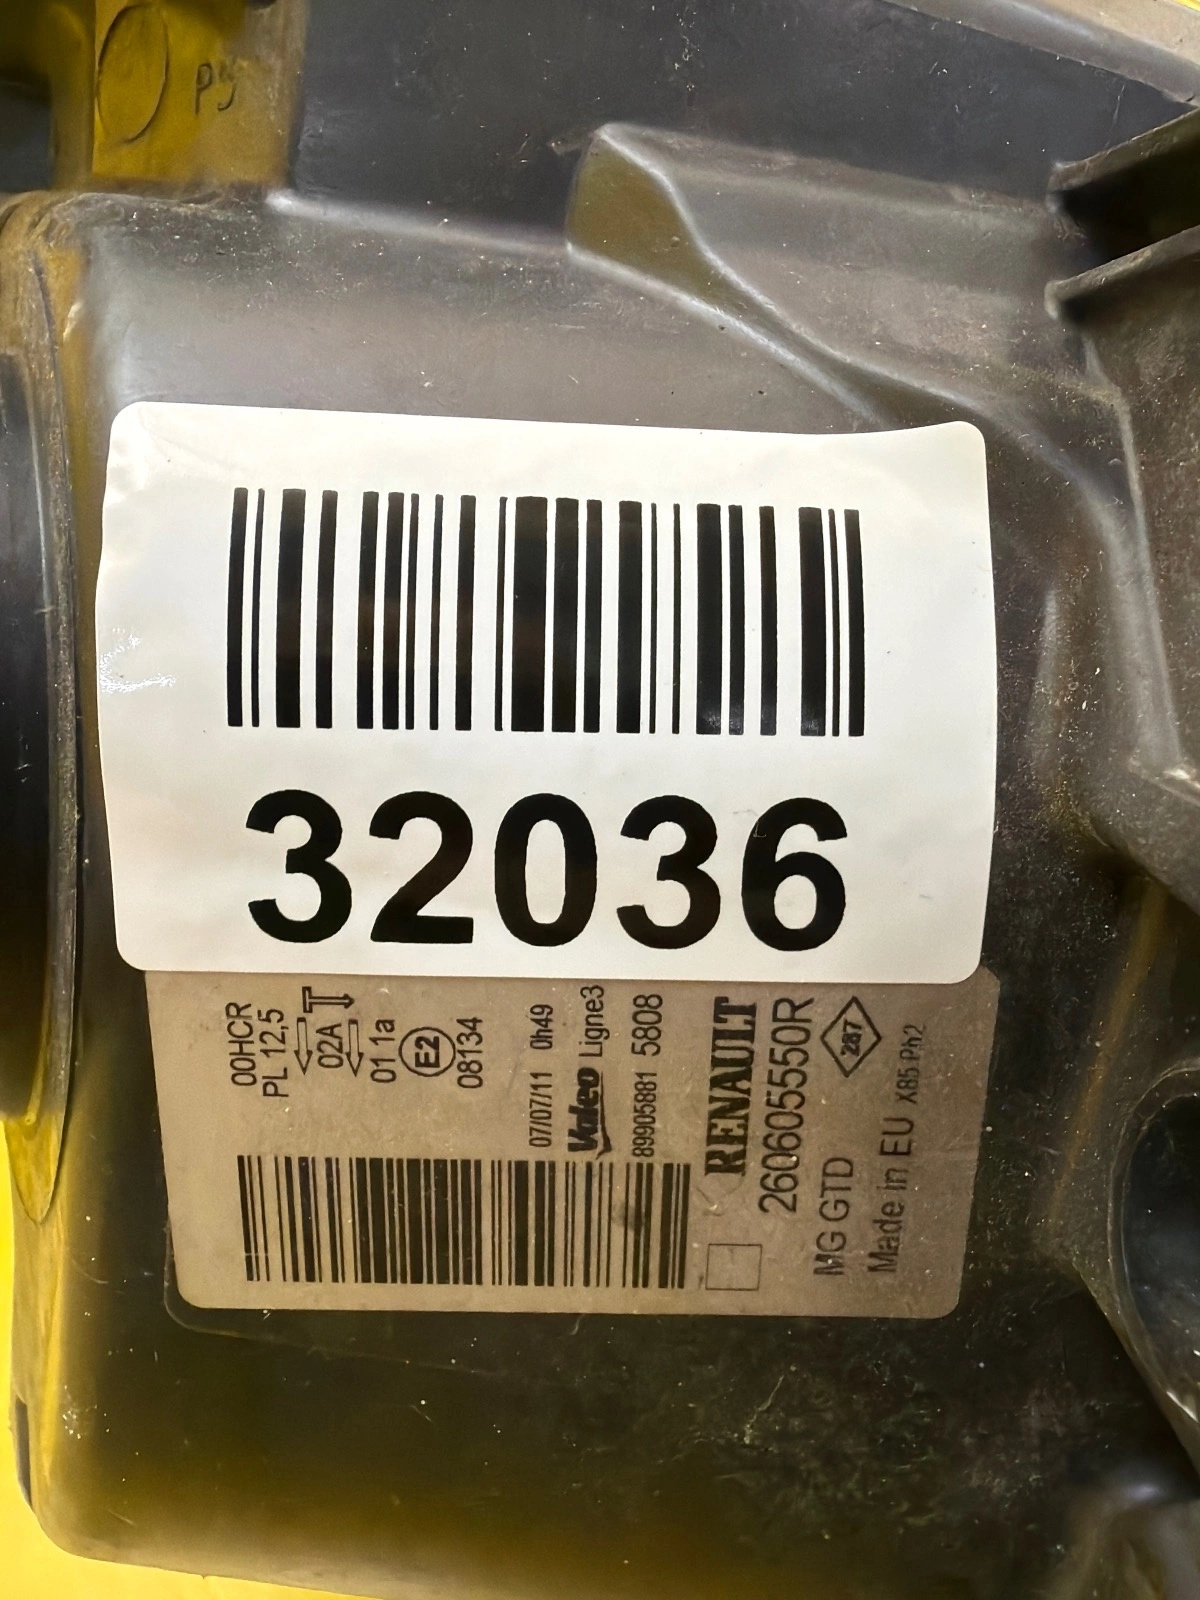 32036
00HCR
PL 12,5
02A
01 1a
E2
08134
07/07/11 0h49
Valeo Ligne3
89905881 5808
RENAULT
260605550R
287
MG GTD
Made in EU X85 Ph2